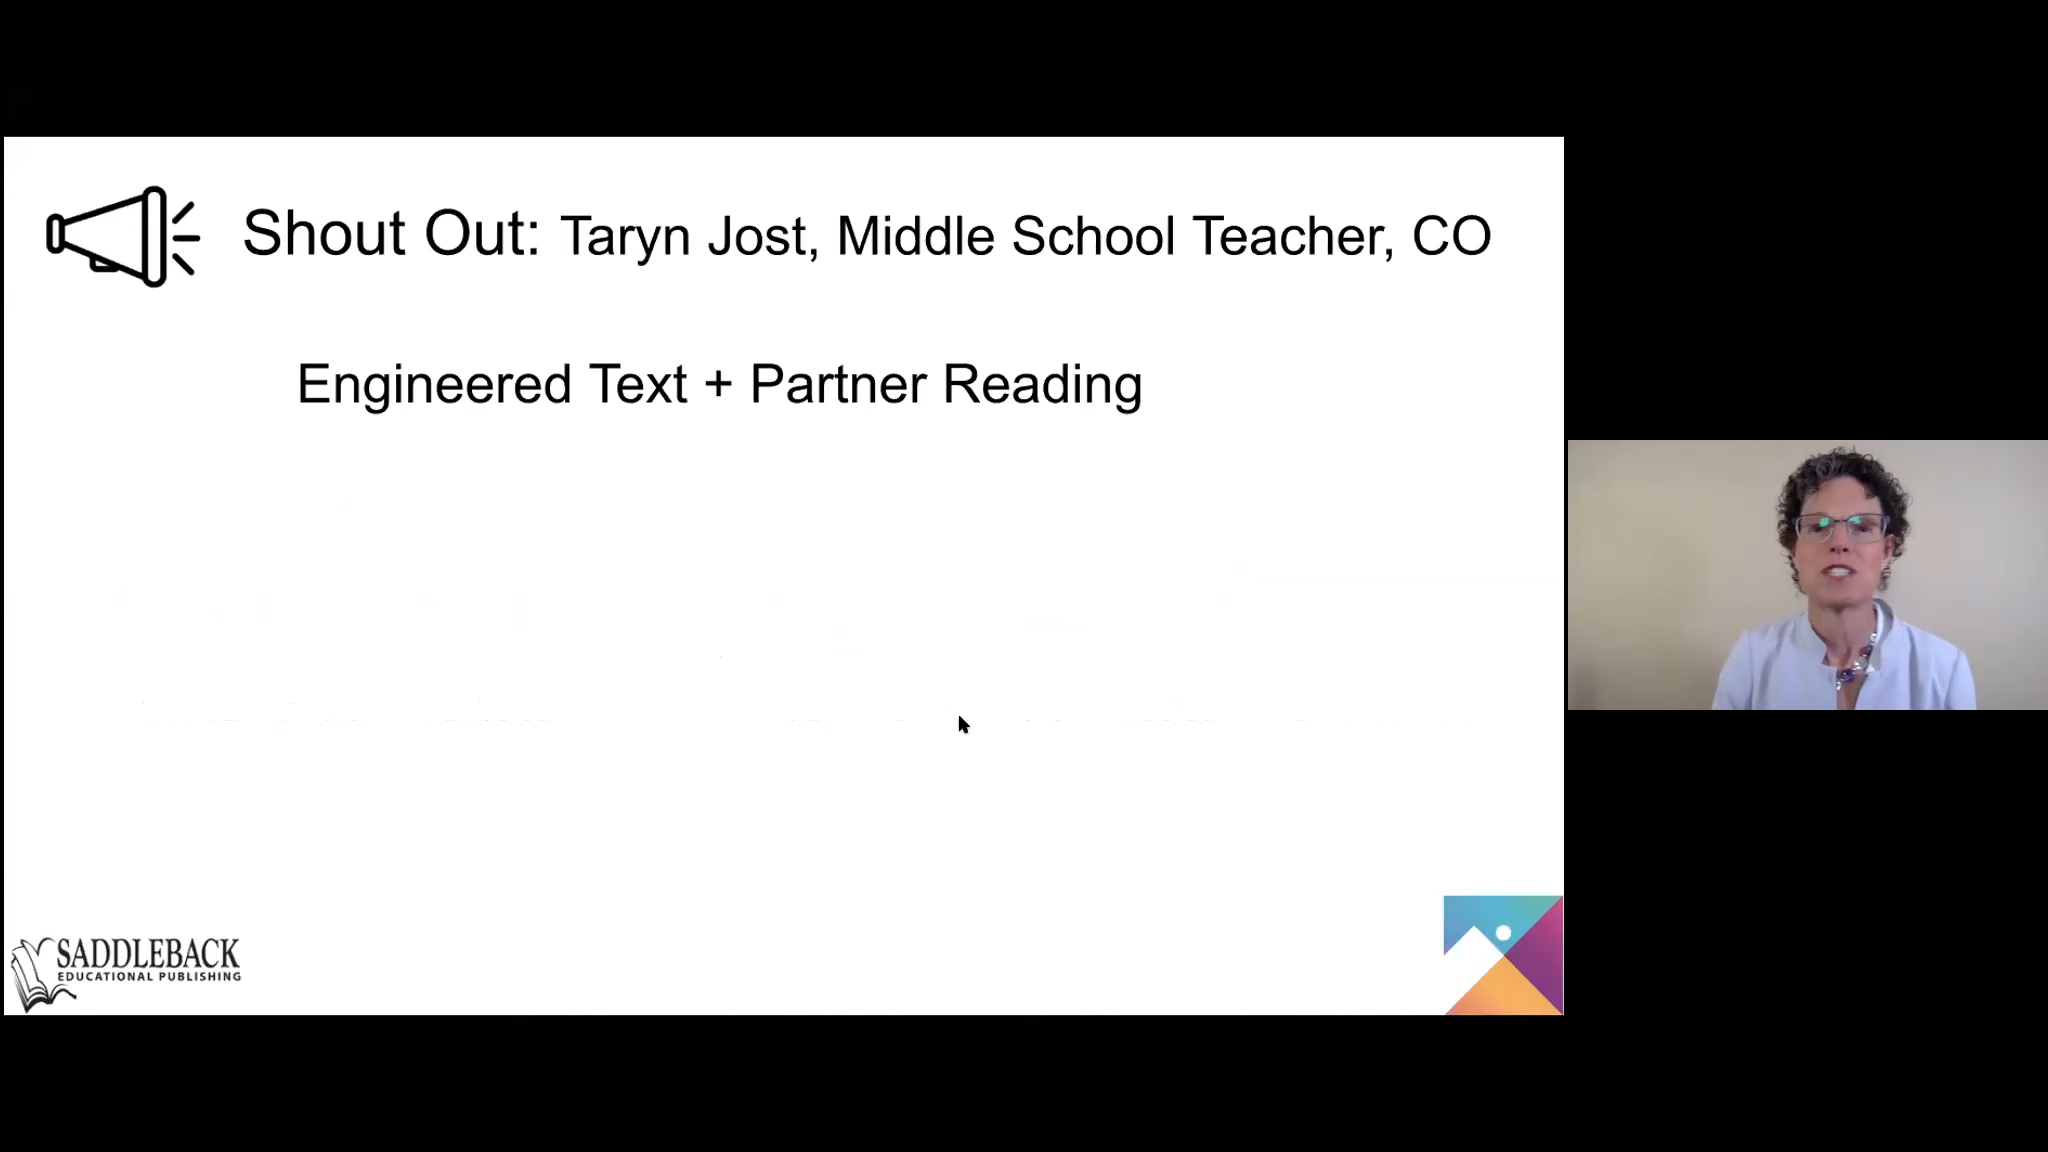 Shout Out: Taryn Jost, Middle School Teacher, CO
Engineered Text + Partner Reading
SADDLEBACK
EDUCATIONAL PUBLISHING